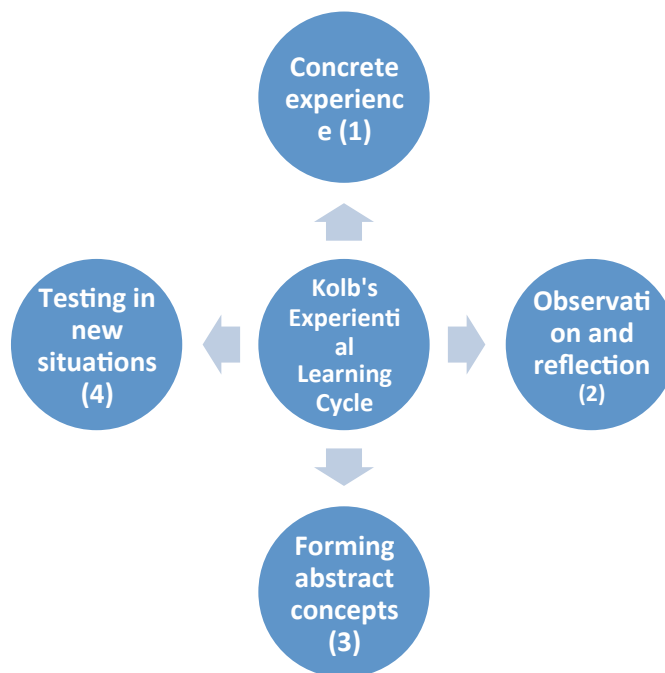 Concrete
experienc
e (1)
Testing in
new
situations
(4)
Kolb's
Experienti
al
Learning
Cycle
Observati
on and
reflection
(2)
Forming
abstract
concepts
(3)